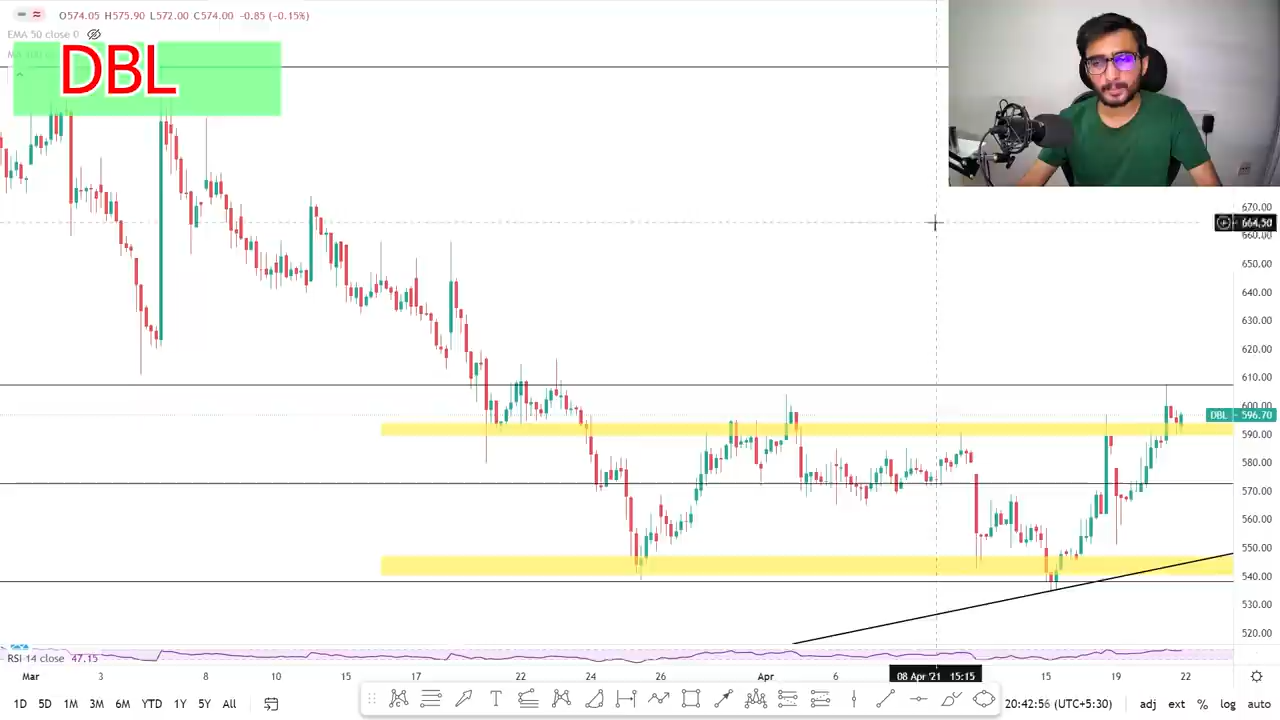 O574.05 H575.90 L572.00 C574.00 -0.85 (-0.15%)
EMA 50 close 0
DBL
670.00
664.50
660.00
650.00
640.00
630.00
620.00
610.00
600.00
DBL 596.70
590.00
580.00
570.00
560.00
550.00
540.00
530.00
520.00
RSI 14 close 47.15
Mar 3 8 10 15 17 22 24 26 Apr 6 08 Apr '21 15:15 15 19 22
1D 5D 1M 3M 6M YTD 1Y 5Y All 20:42:56 (UTC+5:30) adj ext % log auto